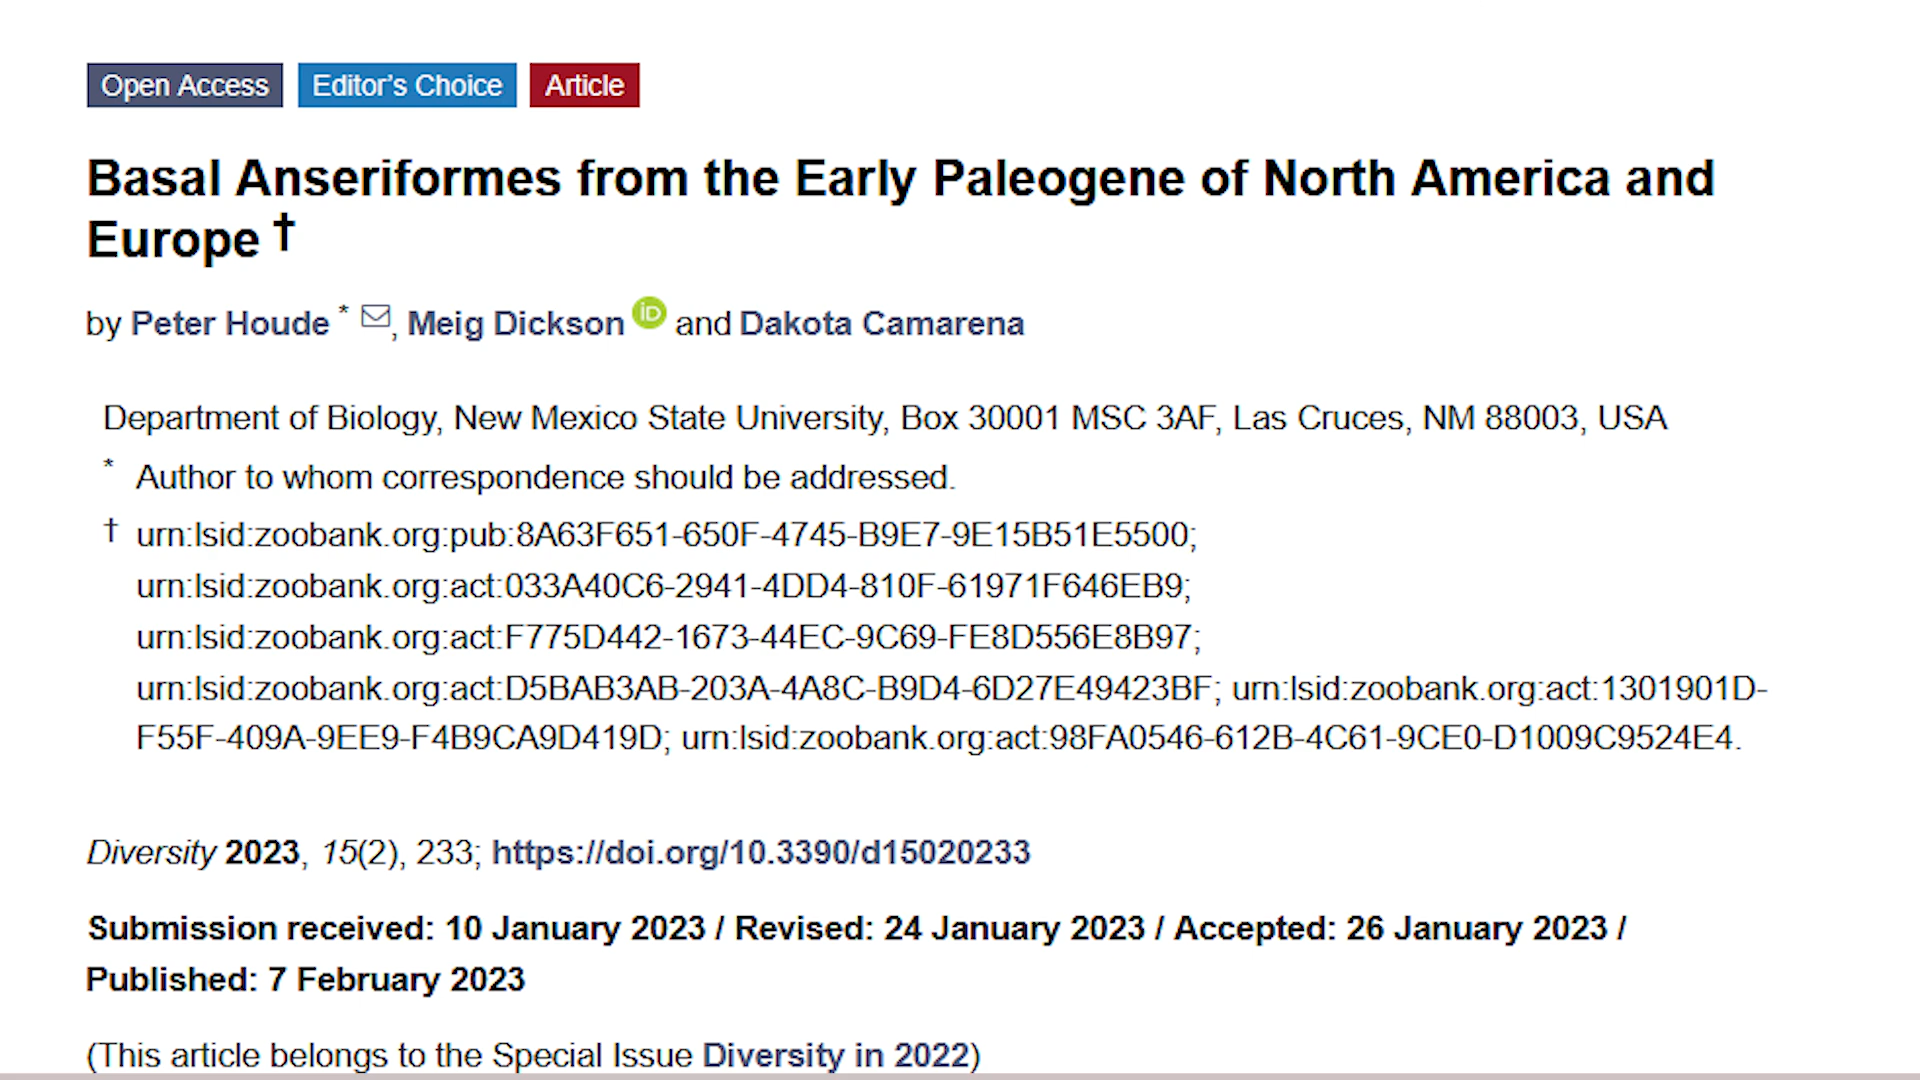 Open Access Editor's Choice Article
Basal Anseriformes from the Early Paleogene of North America and
Europe †
by Peter Houde * , Meig Dickson iD and Dakota Camarena
Department of Biology, New Mexico State University, Box 30001 MSC 3AF, Las Cruces, NM 88003, USA
* Author to whom correspondence should be addressed.
† urn:lsid:zoobank.org:pub:8A63F651-650F-4745-B9E7-9E15B51E5500;
urn:lsid:zoobank.org:act:033A40C6-2941-4DD4-810F-61971F646EB9;
urn:lsid:zoobank.org:act:F775D442-1673-44EC-9C69-FE8D556E8B97;
urn:lsid:zoobank.org:act:D5BAB3AB-203A-4A8C-B9D4-6D27E49423BF; urn:lsid:zoobank.org:act:1301901D-
F55F-409A-9EE9-F4B9CA9D419D; urn:lsid:zoobank.org:act:98FA0546-612B-4C61-9CE0-D1009C9524E4.
Diversity 2023, 15(2), 233; https://doi.org/10.3390/d15020233
Submission received: 10 January 2023 / Revised: 24 January 2023 / Accepted: 26 January 2023 /
Published: 7 February 2023
(This article belongs to the Special Issue Diversity in 2022)